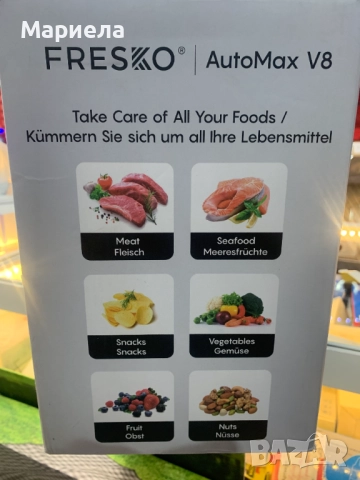 Мариела
FRESKO® | AutoMax V8
Take Care of All Your Foods /
Kümmern Sie sich um all Ihre Lebensmittel
Meat
Fleisch
Seafood
Meeresfrüchte
Snacks
Snacks
Vegetables
Gemüse
Fruit
Obst
Nuts
Nüsse
BAZAR